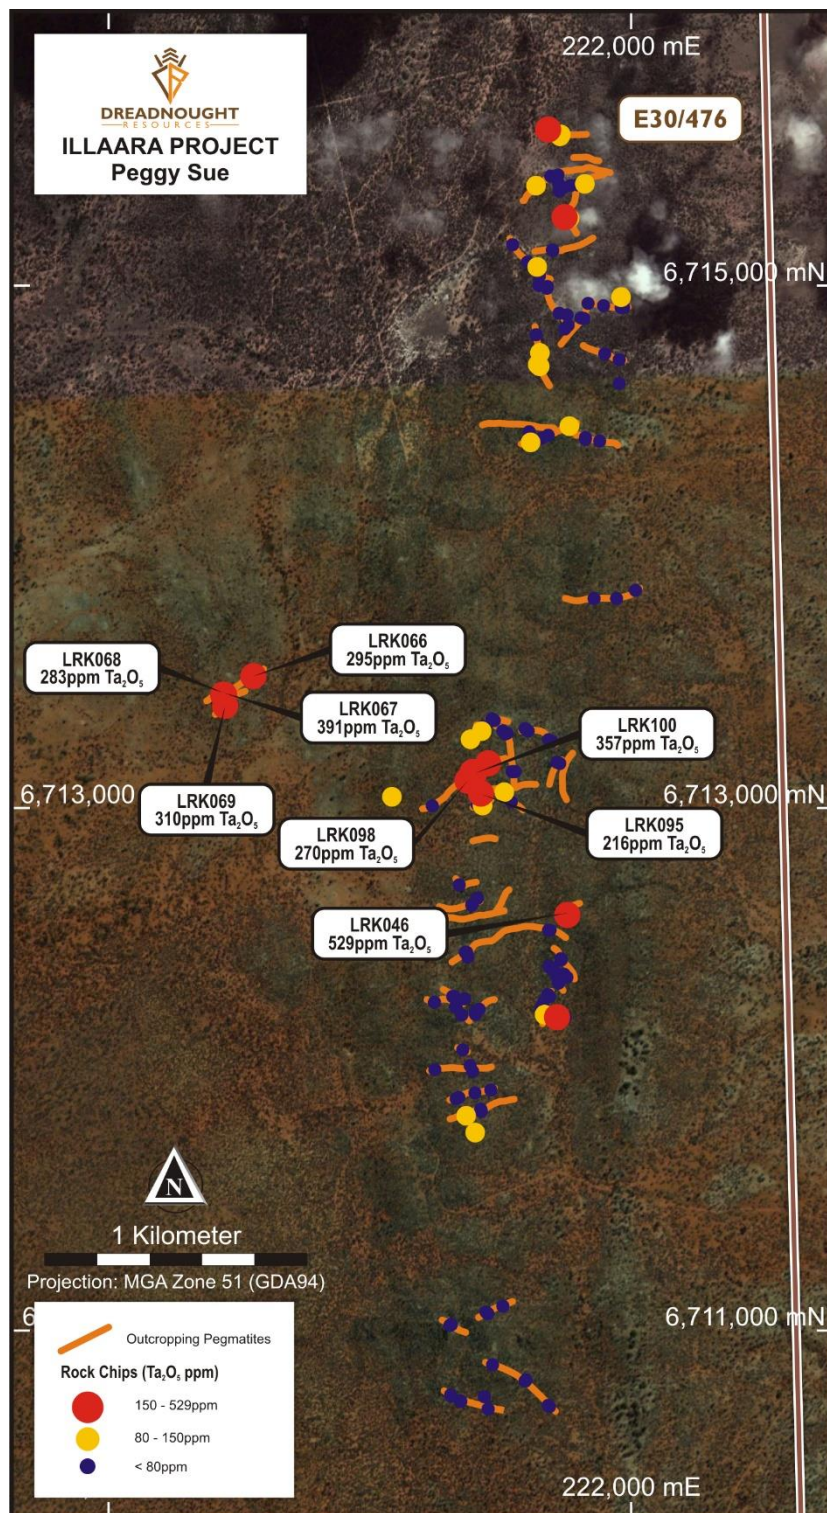 222,000 mE
DREADNOUGHT
RESOURCES
ILLAARA PROJECT
Peggy Sue
E30/476
6,715,000 mN
LRK068
283ppm Ta₂O₅
LRK066
295ppm Ta₂O₅
LRK067
391ppm Ta₂O₅
LRK100
357ppm Ta₂O₅
6,713,000
6,713,000 mN
LRK069
310ppm Ta₂O₅
LRK098
270ppm Ta₂O₅
LRK095
216ppm Ta₂O₅
LRK046
529ppm Ta₂O₅
N
1 Kilometer
Projection: MGA Zone 51 (GDA94)
6,711,000 mN
Outcropping Pegmatites
Rock Chips (Ta₂O₅ ppm)
150 - 529ppm
80 - 150ppm
< 80ppm
222,000 mE